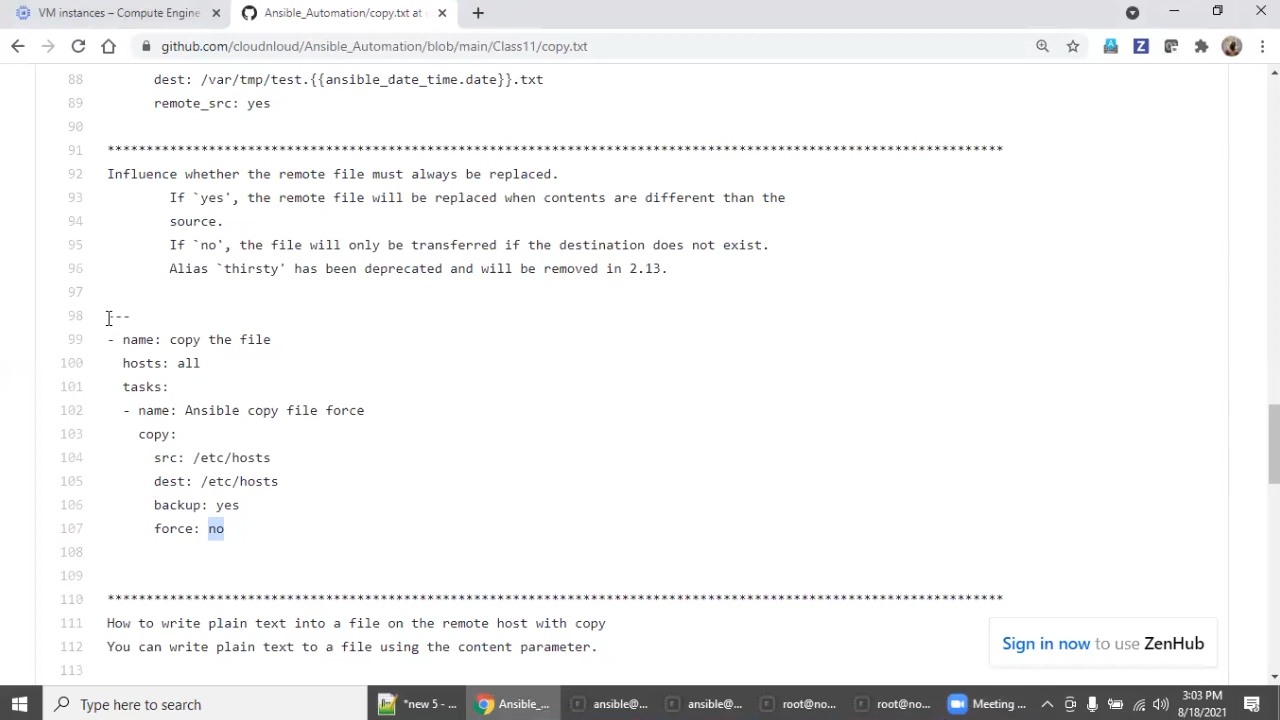 VM instances – Compute Engine
Ansible_Automation/copy.txt at
github.com/cloudnloud/Ansible_Automation/blob/main/Class11/copy.txt
88 dest: /var/tmp/test.{{ansible_date_time.date}}.txt
89 remote_src: yes
90
91 *******************************************************************************************************************
92 Influence whether the remote file must always be replaced.
93 If `yes', the remote file will be replaced when contents are different than the
94 source.
95 If `no', the file will only be transferred if the destination does not exist.
96 Alias `thirsty' has been deprecated and will be removed in 2.13.
97
98 ---
99 - name: copy the file
100 hosts: all
101 tasks:
102 - name: Ansible copy file force
103 copy:
104 src: /etc/hosts
105 dest: /etc/hosts
106 backup: yes
107 force: no
108
109
110 *******************************************************************************************************************
111 How to write plain text into a file on the remote host with copy
112 You can write plain text to a file using the content parameter.
113
Sign in now to use ZenHub
Type here to search
*new 5 - ...
Ansible_...
ansible@...
ansible@...
root@no...
root@no...
Meeting ...
3:03 PM
8/18/2021